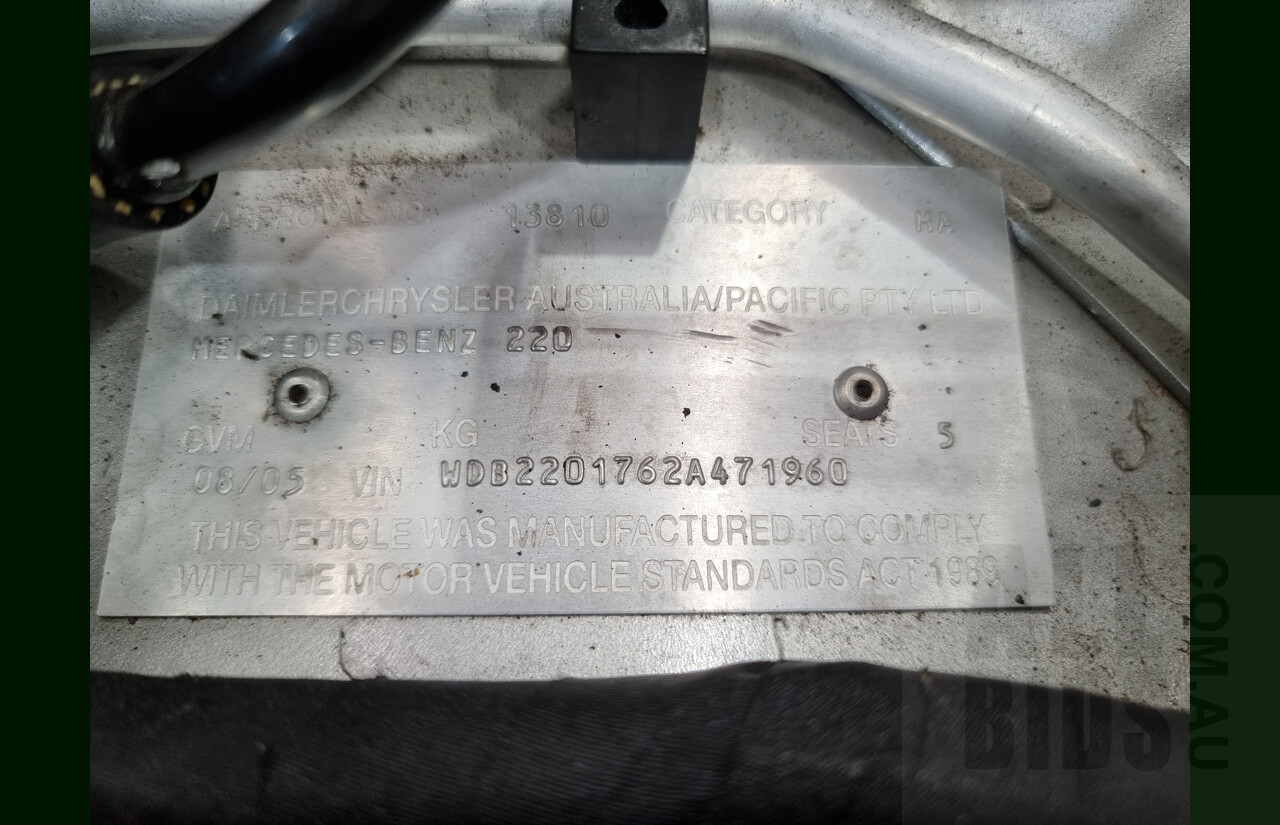 APPROVAL NO. 13810 CATEGORY MA
DAIMLERCHRYSLER AUSTRALIA/PACIFIC PTY LTD
MERCEDES-BENZ 220
GVM KG SEATS 5
08/05 VIN WDB2201762A471960
THIS VEHICLE WAS MANUFACTURED TO COMPLY
WITH THE MOTOR VEHICLE STANDARDS ACT 1989
BIDS
.COM.AU